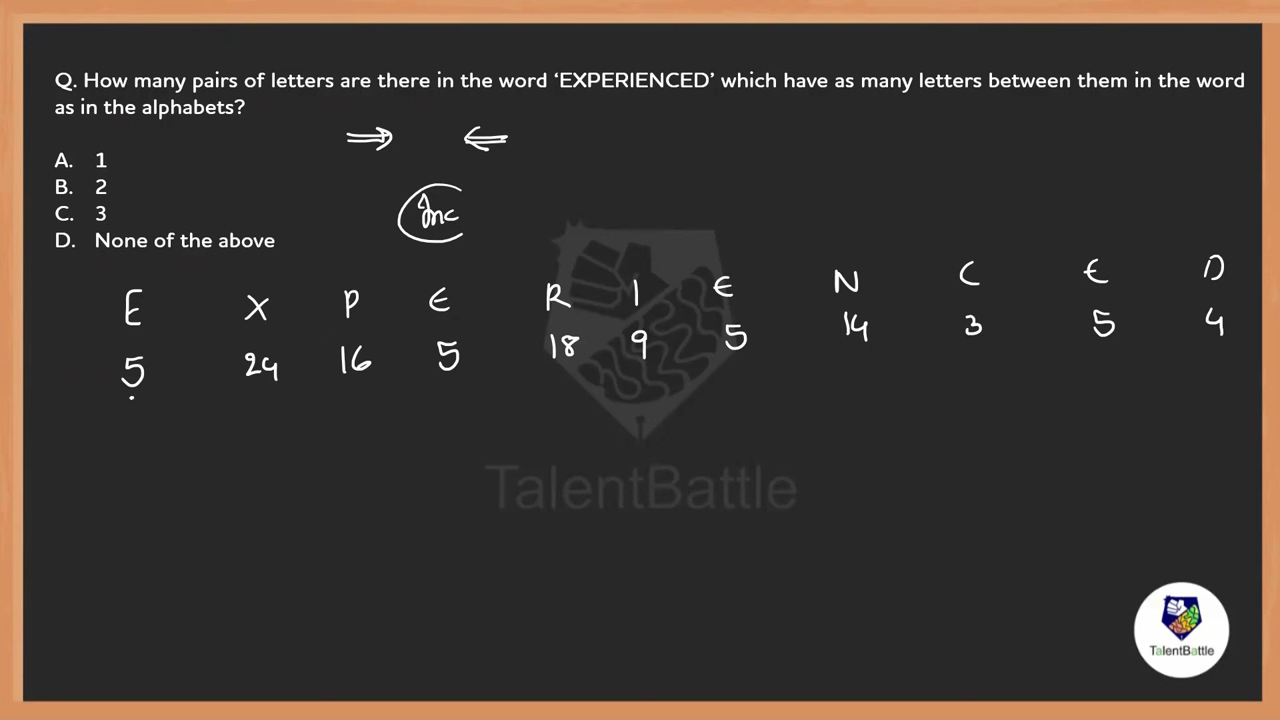 Q. How many pairs of letters are there in the word ‘EXPERIENCED’ which have as many letters between them in the word
as in the alphabets?
A. 1
B. 2
C. 3
D. None of the above
Inc
E X P E R I E N C E D
5 24 16 5 18 9 5 14 3 5 4
TalentBattle
TalentBattle